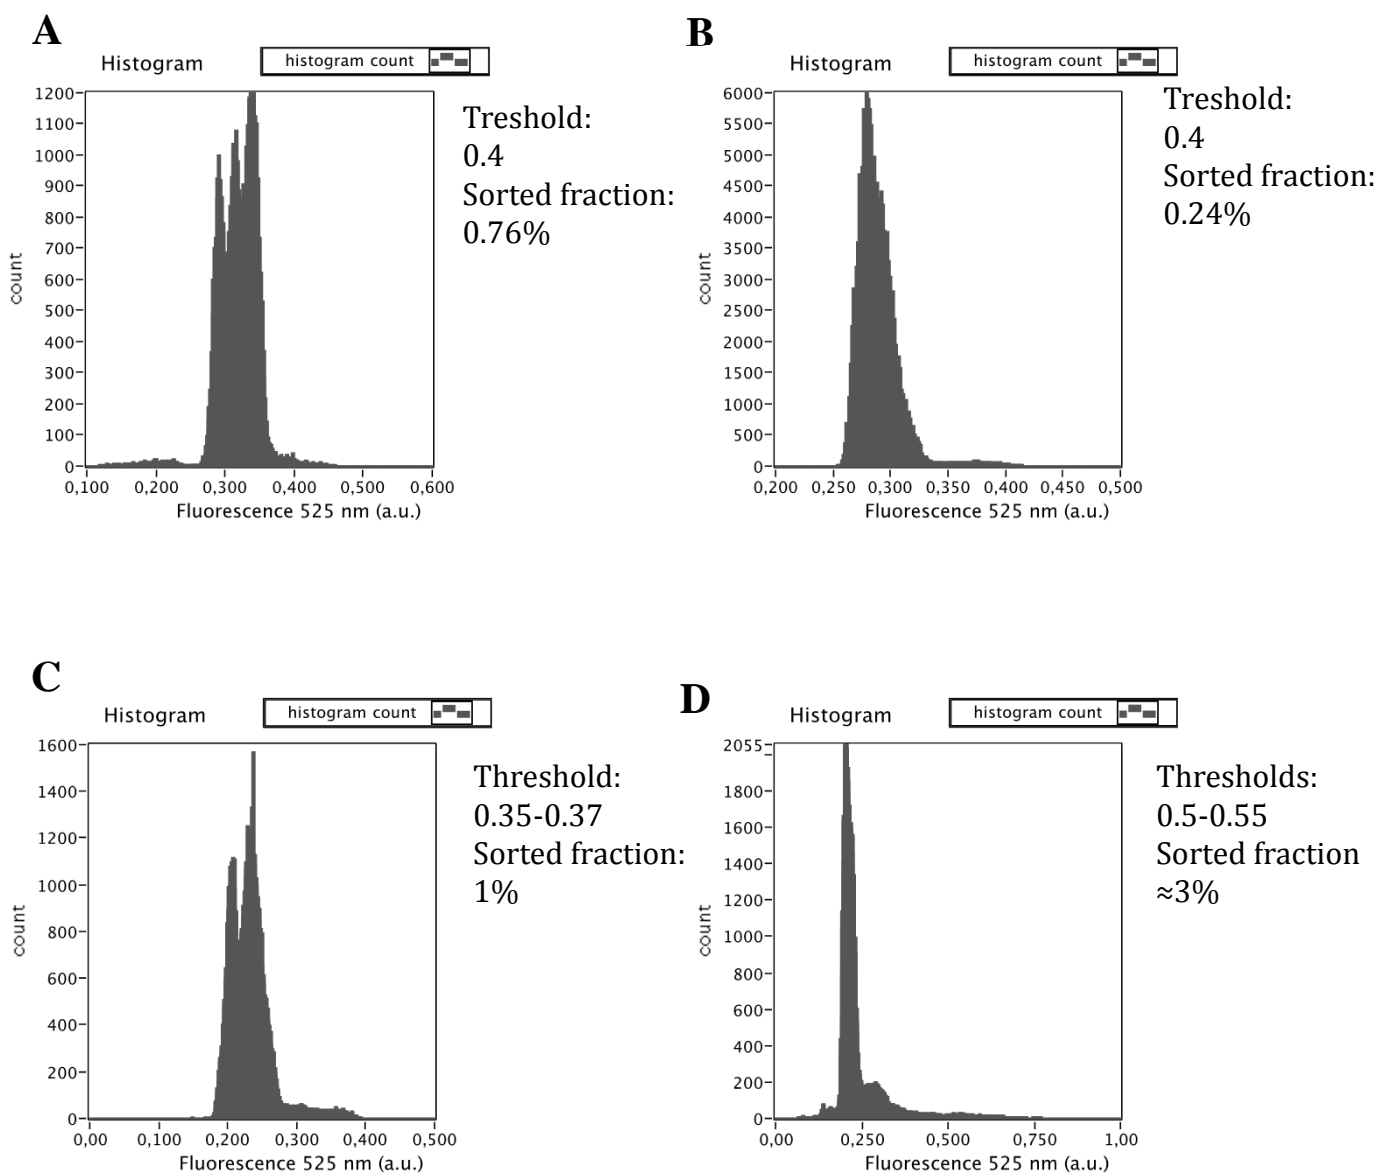 A
Histogram
histogram count
1200
1100
1000
900
800
700
600
500
400
300
200
100
0
count
0,100 0,200 0,300 0,400 0,500 0,600
Fluorescence 525 nm (a.u.)
Treshold:
0.4
Sorted fraction:
0.76%
B
Histogram
histogram count
6000
5500
5000
4500
4000
3500
3000
2500
2000
1500
1000
500
0
count
0,200 0,250 0,300 0,350 0,400 0,450 0,500
Fluorescence 525 nm (a.u.)
Treshold:
0.4
Sorted fraction:
0.24%
C
Histogram
histogram count
1600
1400
1200
1000
800
600
400
200
0
count
0,00 0,100 0,200 0,300 0,400 0,500
Fluorescence 525 nm (a.u.)
Threshold:
0.35-0.37
Sorted fraction:
1%
D
Histogram
histogram count
2055
1800
1600
1400
1200
1000
800
600
400
200
0
count
0,00 0,250 0,500 0,750 1,00
Fluorescence 525 nm (a.u.)
Thresholds:
0.5-0.55
Sorted fraction
≈3%